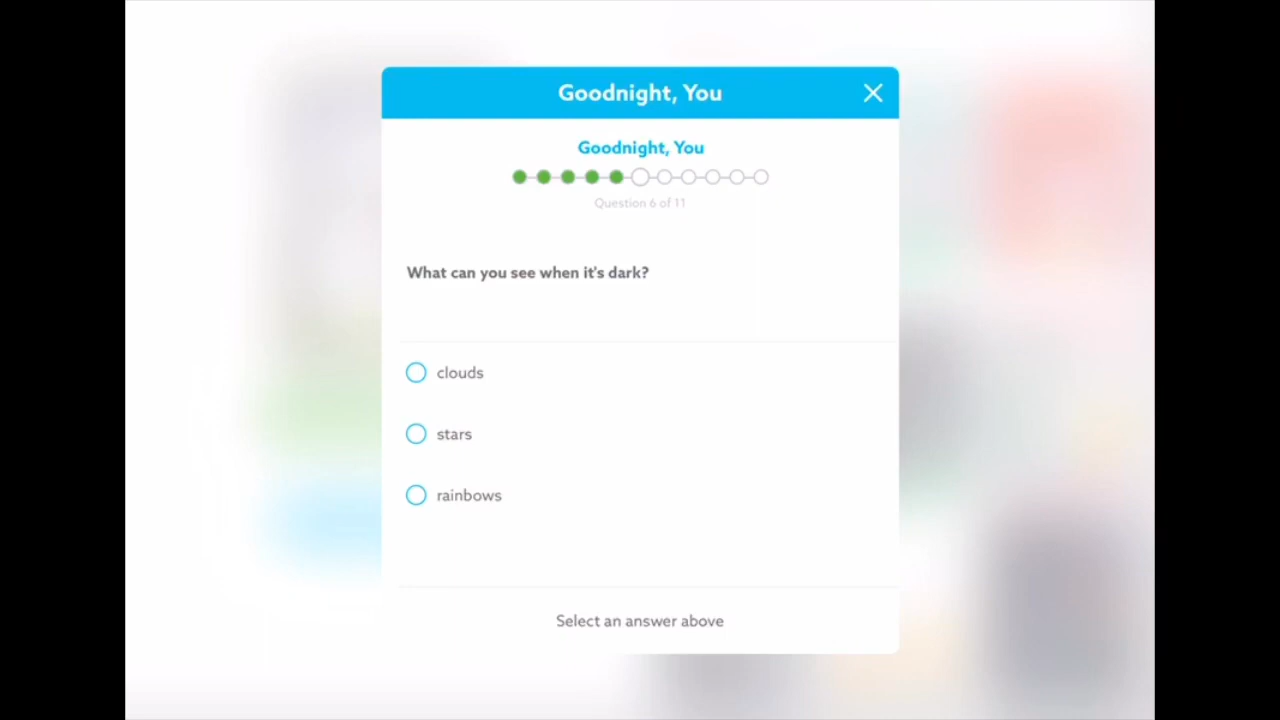 Goodnight, You
Goodnight, You
Question 6 of 11
What can you see when it's dark?
clouds
stars
rainbows
Select an answer above